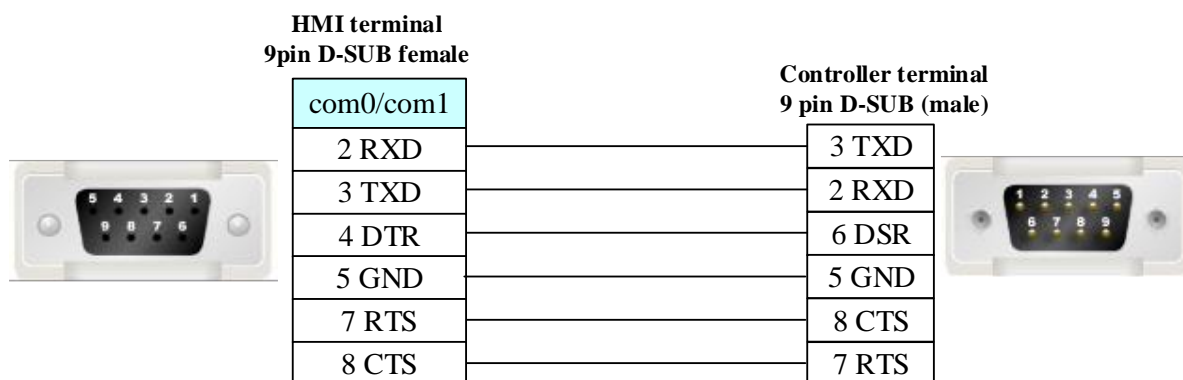 HMI terminal
9pin D-SUB female
com0/com1
2 RXD
3 TXD
4 DTR
5 GND
7 RTS
8 CTS
5 4 3 2 1
9 8 7 6
Controller terminal
9 pin D-SUB (male)
3 TXD
2 RXD
6 DSR
5 GND
8 CTS
7 RTS
1 2 3 4 5
6 7 8 9